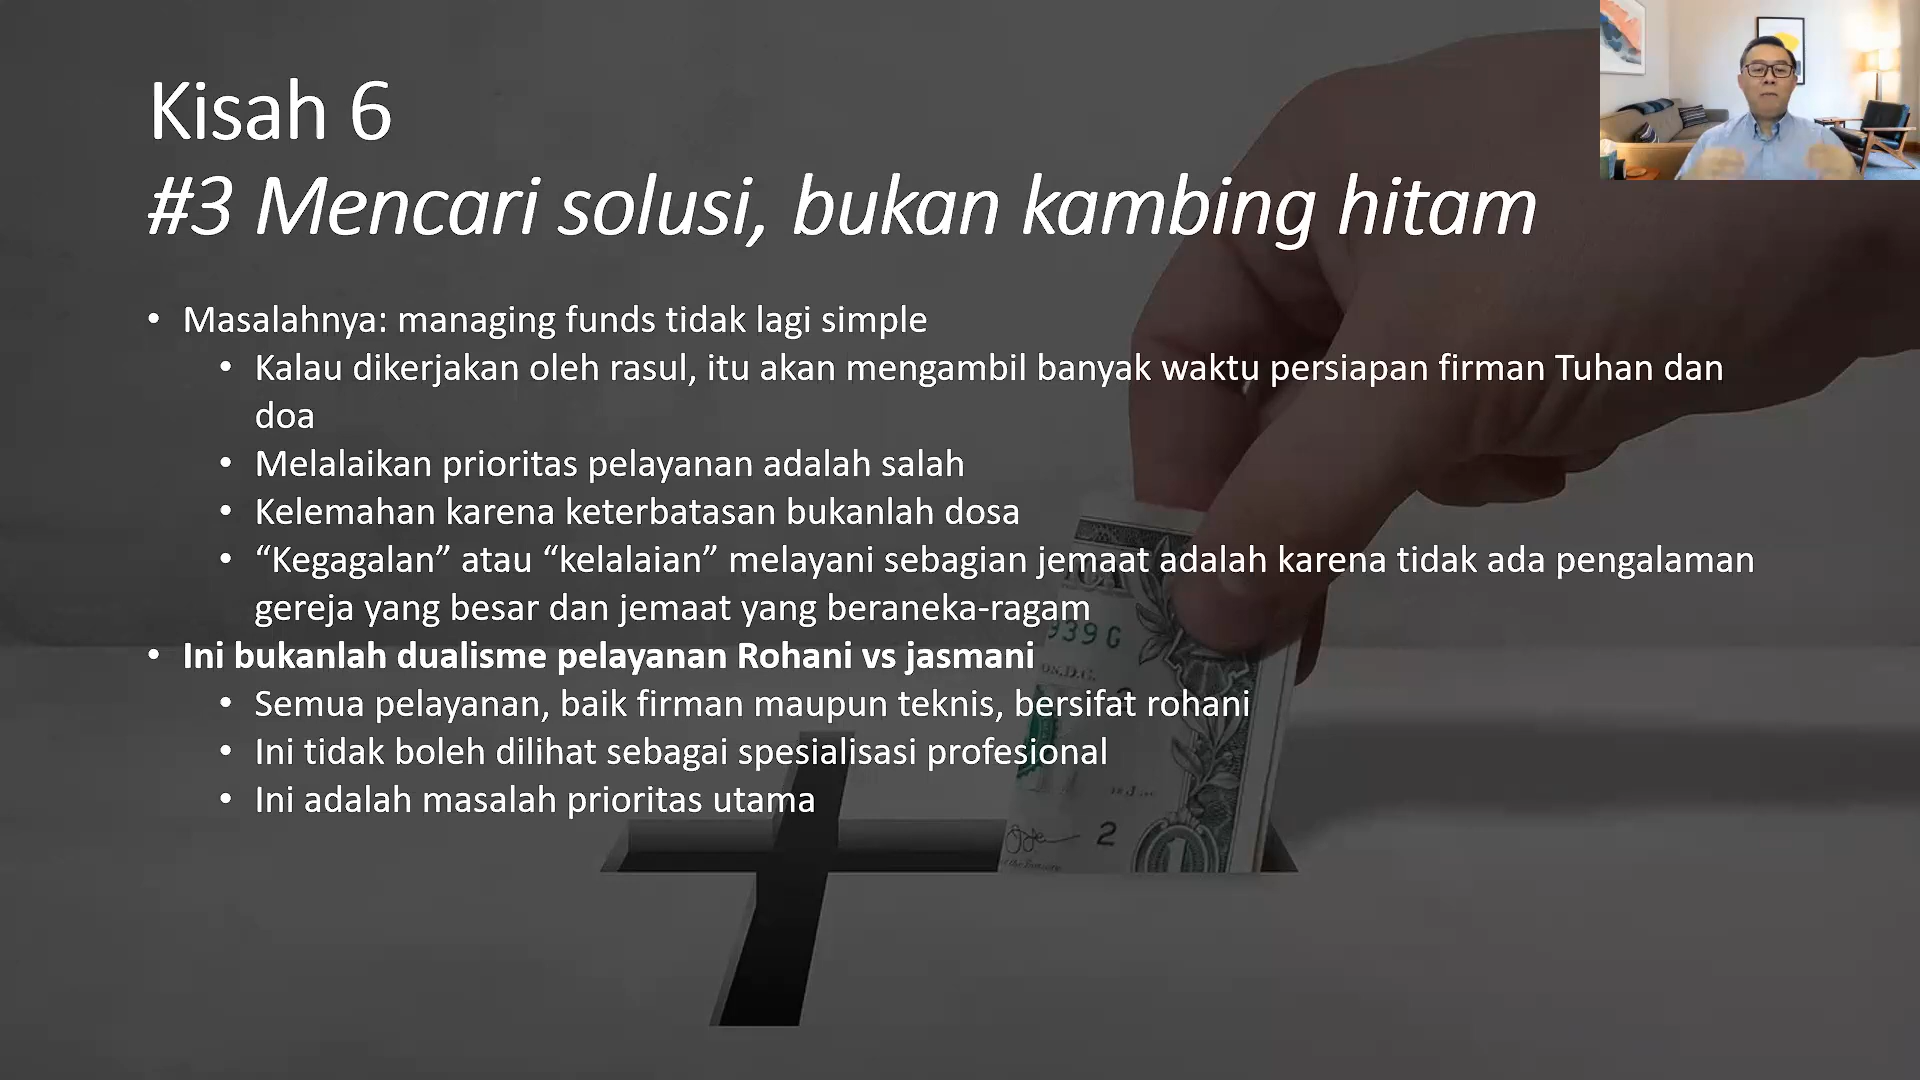 Kisah 6
#3 Mencari solusi, bukan kambing hitam
• Masalahnya: managing funds tidak lagi simple
• Kalau dikerjakan oleh rasul, itu akan mengambil banyak waktu persiapan firman Tuhan dan
doa
• Melalaikan prioritas pelayanan adalah salah
• Kelemahan karena keterbatasan bukanlah dosa
• “Kegagalan” atau “kelalaian” melayani sebagian jemaat adalah karena tidak ada pengalaman
gereja yang besar dan jemaat yang beraneka-ragam
• Ini bukanlah dualisme pelayanan Rohani vs jasmani
• Semua pelayanan, baik firman maupun teknis, bersifat rohani
• Ini tidak boleh dilihat sebagai spesialisasi profesional
• Ini adalah masalah prioritas utama
939 G
2